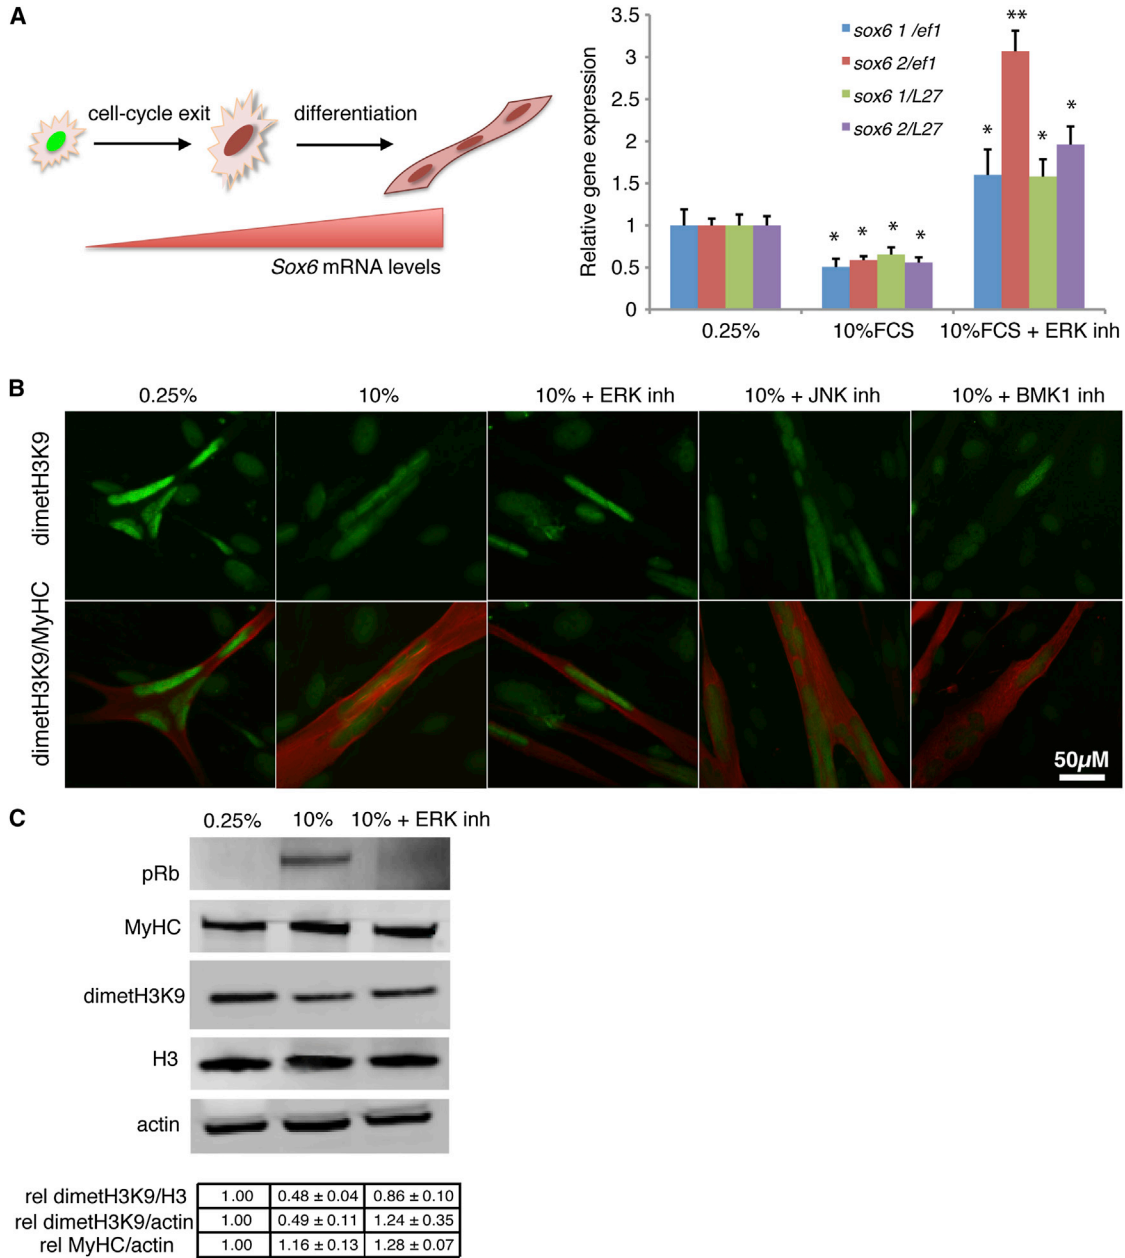 A
cell-cycle exit
differentiation
Sox6 mRNA levels
Relative gene expression
3.5
3
2.5
2
1.5
1
0.5
0
sox6 1 /ef1
sox6 2/ef1
sox6 1/L27
sox6 2/L27
* * * *
* ** * *
0.25% 10%FCS 10%FCS + ERK inh
B
0.25% 10% 10% + ERK inh 10% + JNK inh 10% + BMK1 inh
dimetH3K9
dimetH3K9/MyHC
50µM
C
0.25% 10% 10% + ERK inh
pRb
MyHC
dimetH3K9
H3
actin
rel dimetH3K9/H3 1.00 0.48 ± 0.04 0.86 ± 0.10
rel dimetH3K9/actin 1.00 0.49 ± 0.11 1.24 ± 0.35
rel MyHC/actin 1.00 1.16 ± 0.13 1.28 ± 0.07